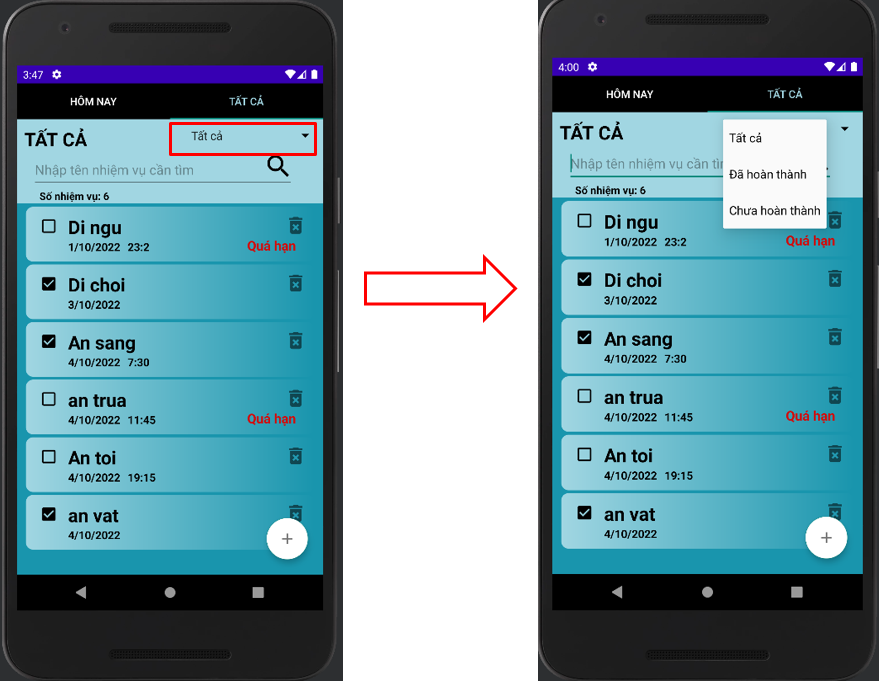 3:47
HÔM NAY TẤT CẢ
TẤT CẢ Tất cả
Nhập tên nhiệm vụ cần tìm
Số nhiệm vụ: 6
Di ngu
1/10/2022 23:2 Quá hạn
Di choi
3/10/2022
An sang
4/10/2022 7:30
an trua
4/10/2022 11:45 Quá hạn
An toi
4/10/2022 19:15
an vat
4/10/2022
+
4:00
HÔM NAY TẤT CẢ
TẤT CẢ
Tất cả
Đã hoàn thành
Chưa hoàn thành
Nhập tên nhiệm vụ cần tìr
Số nhiệm vụ: 6
Di ngu
1/10/2022 23:2 Quá hạn
Di choi
3/10/2022
An sang
4/10/2022 7:30
an trua
4/10/2022 11:45 Quá hạn
An toi
4/10/2022 19:15
an vat
4/10/2022
+